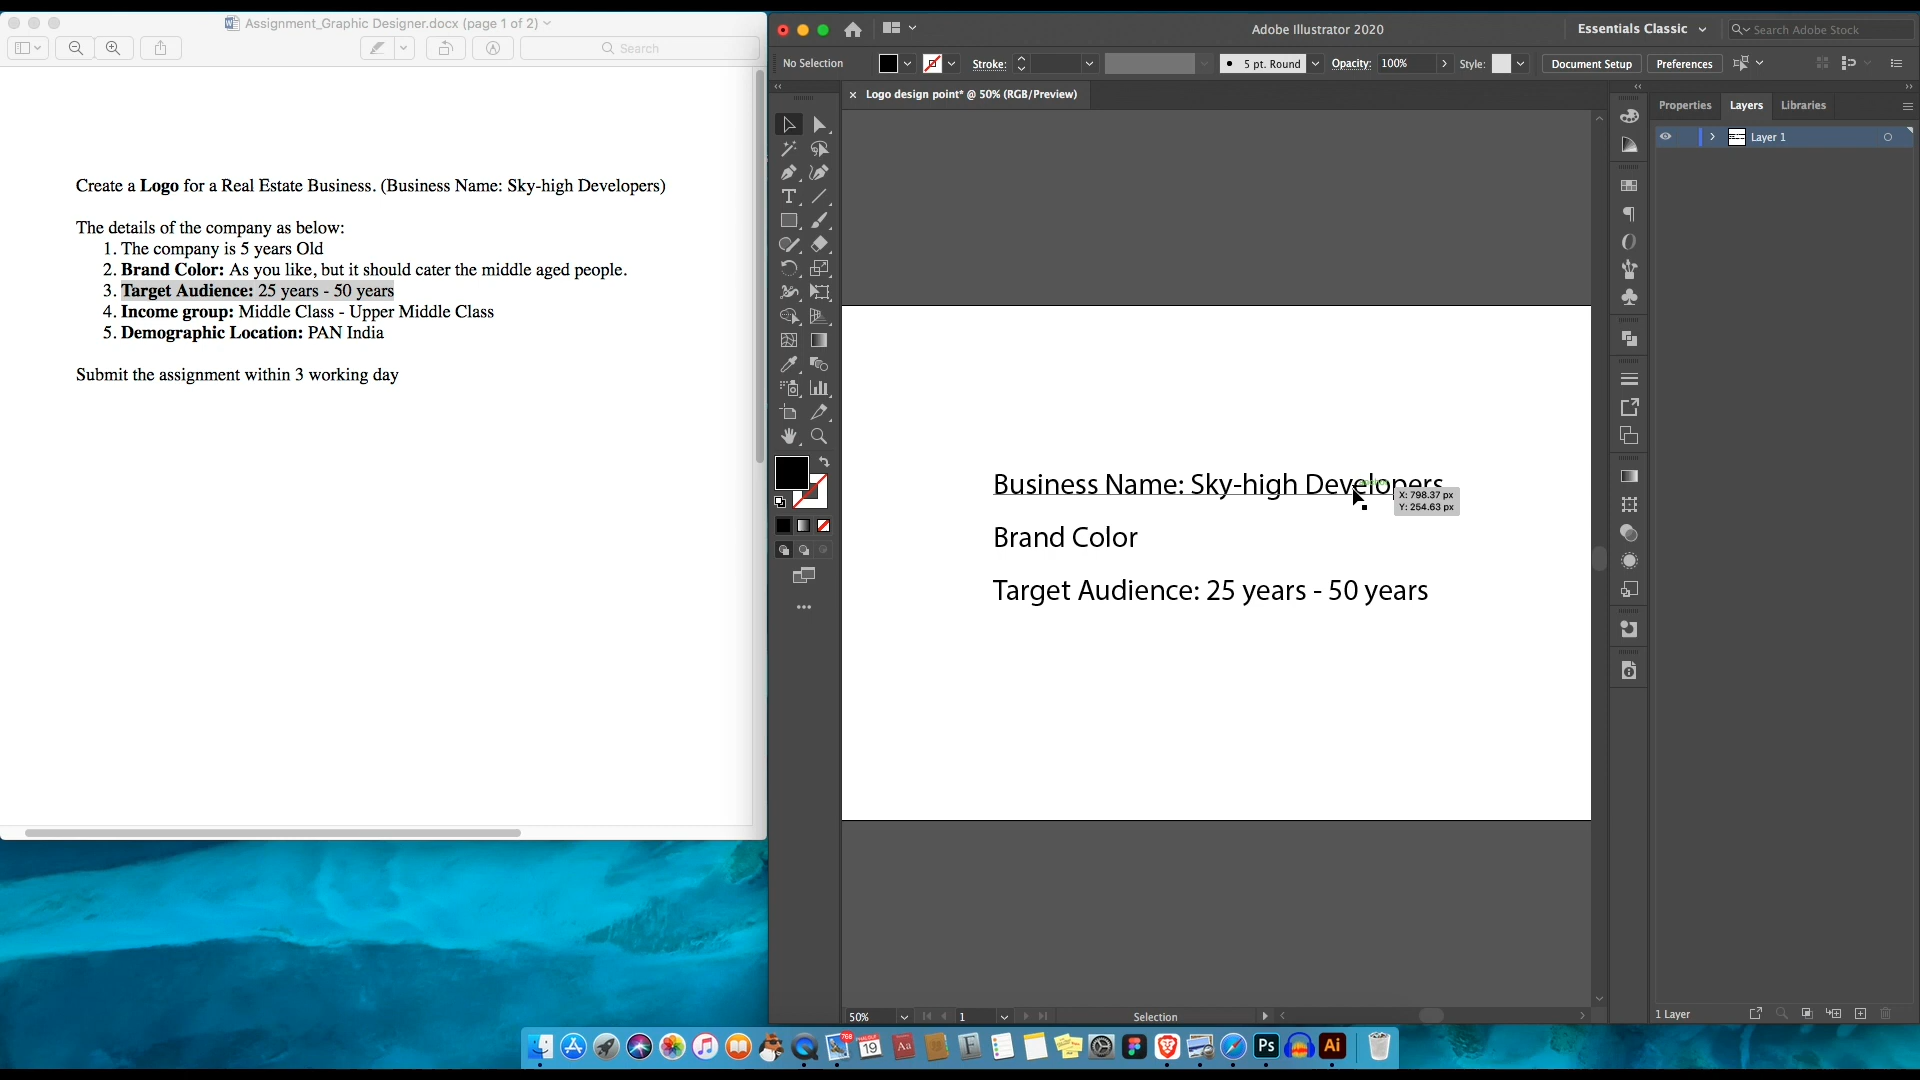 Assignment_Graphic Designer.docx (page 1 of 2)
Search
Create a Logo for a Real Estate Business. (Business Name: Sky-high Developers)
The details of the company as below:
1. The company is 5 years Old
2. Brand Color: As you like, but it should cater the middle aged people.
3. Target Audience: 25 years - 50 years
4. Income group: Middle Class - Upper Middle Class
5. Demographic Location: PAN India
Submit the assignment within 3 working day
Adobe Illustrator 2020
Essentials Classic
Search Adobe Stock
No Selection
Stroke:
5 pt. Round
Opacity: 100%
Style:
Document Setup
Preferences
× Logo design point* @ 50% (RGB/Preview)
Properties
Layers
Libraries
Layer 1
Business Name: Sky-high Developers
X: 798.37 px
Y: 254.63 px
Brand Color
Target Audience: 25 years - 50 years
50%
1
Selection
1 Layer
768
19
Aa
Ps
Ai